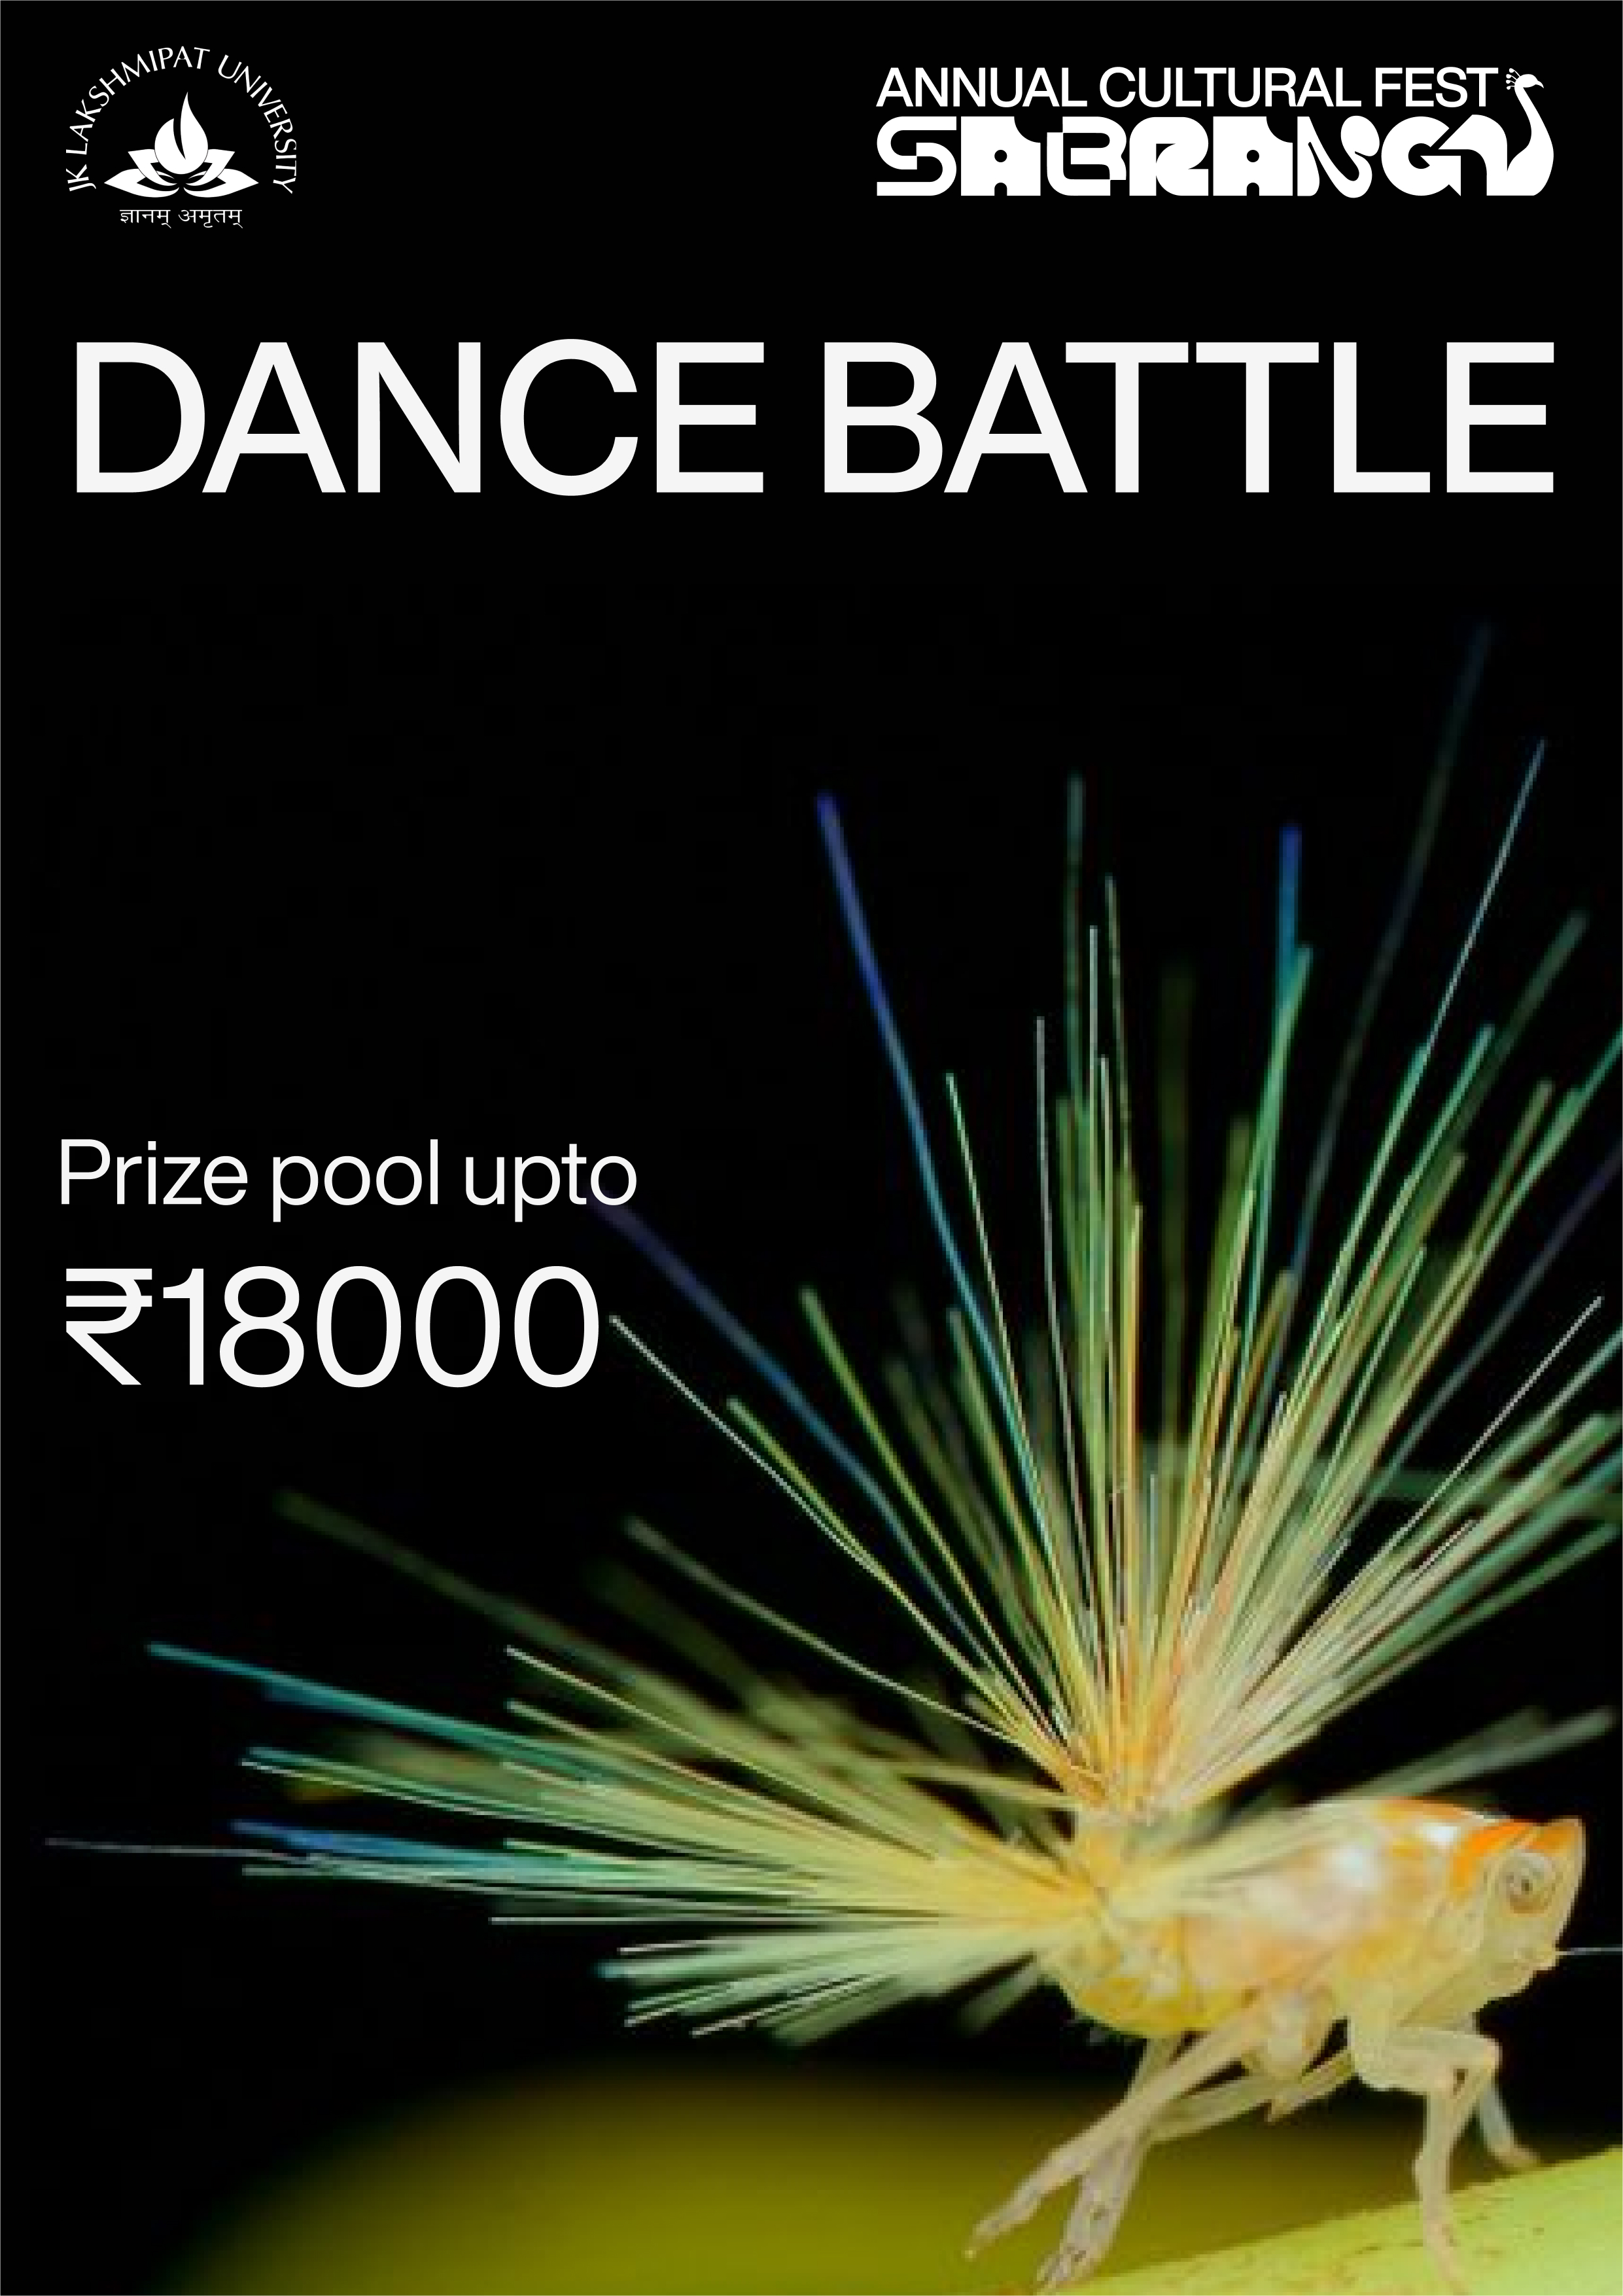 JK LAKSHMIPAT UNIVERSITY
ज्ञानम् अमृतम्
ANNUAL CULTURAL FEST
SABRANG
DANCE BATTLE
Prize pool upto
₹18000